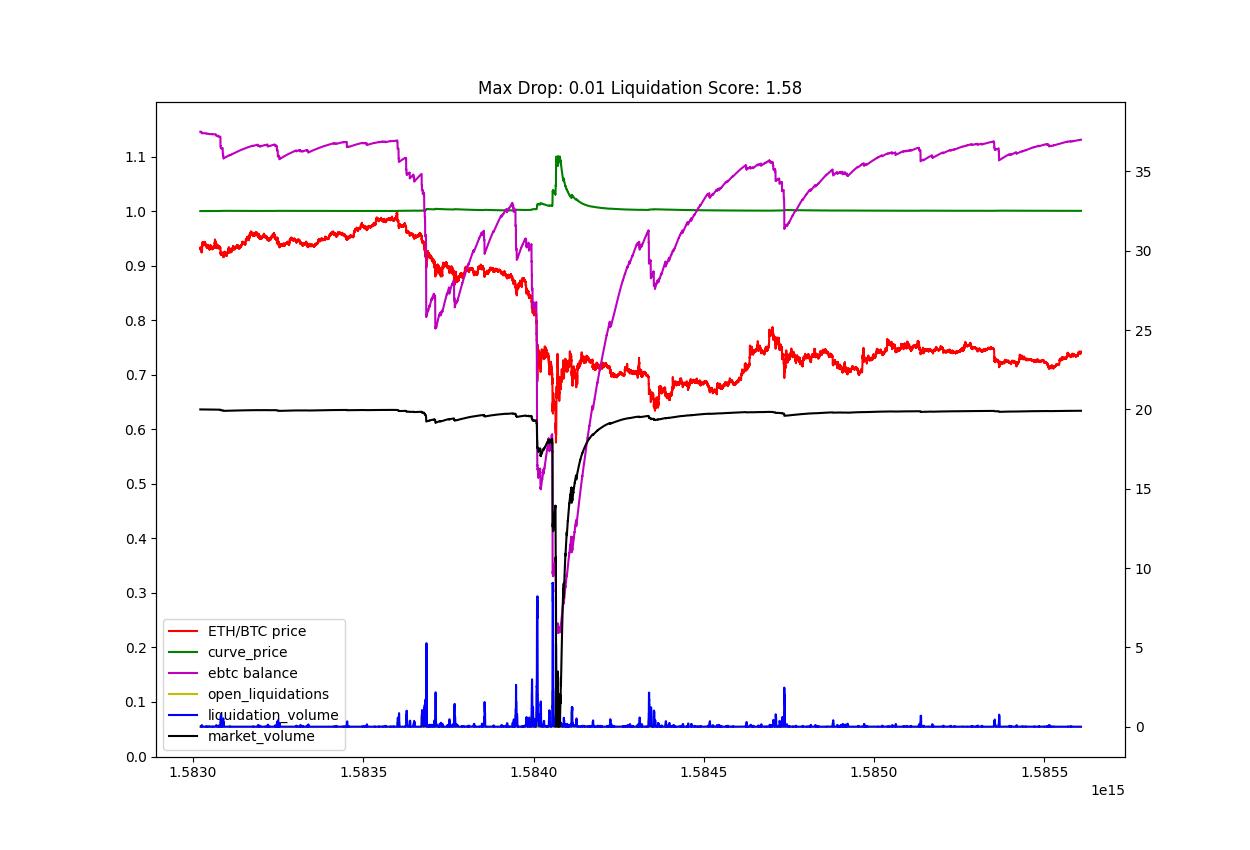 Max Drop: 0.01 Liquidation Score: 1.58
1.1
1.0
0.9
0.8
0.7
0.6
0.5
0.4
0.3
0.2
0.1
0.0
35
30
25
20
15
10
5
0
ETH/BTC price
curve_price
ebtc balance
open_liquidations
liquidation_volume
market_volume
1.5830 1.5835 1.5840 1.5845 1.5850 1.5855
1e15